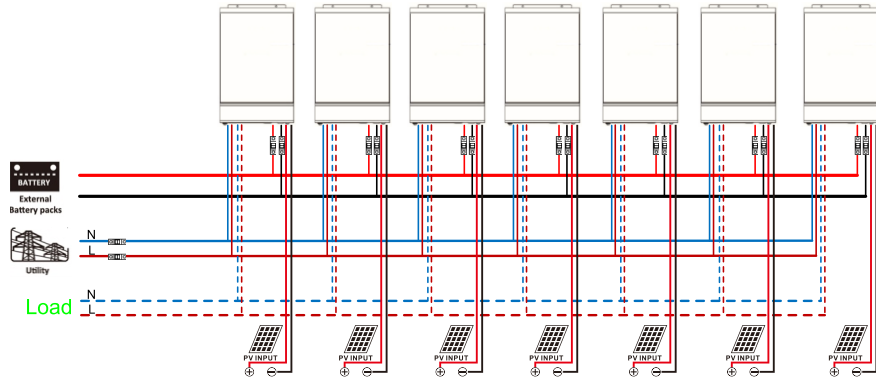 BATTERY
External
Battery packs
N
L
Utility
Load
N
L
PV INPUT
PV INPUT
PV INPUT
PV INPUT
PV INPUT
PV INPUT
PV INPUT